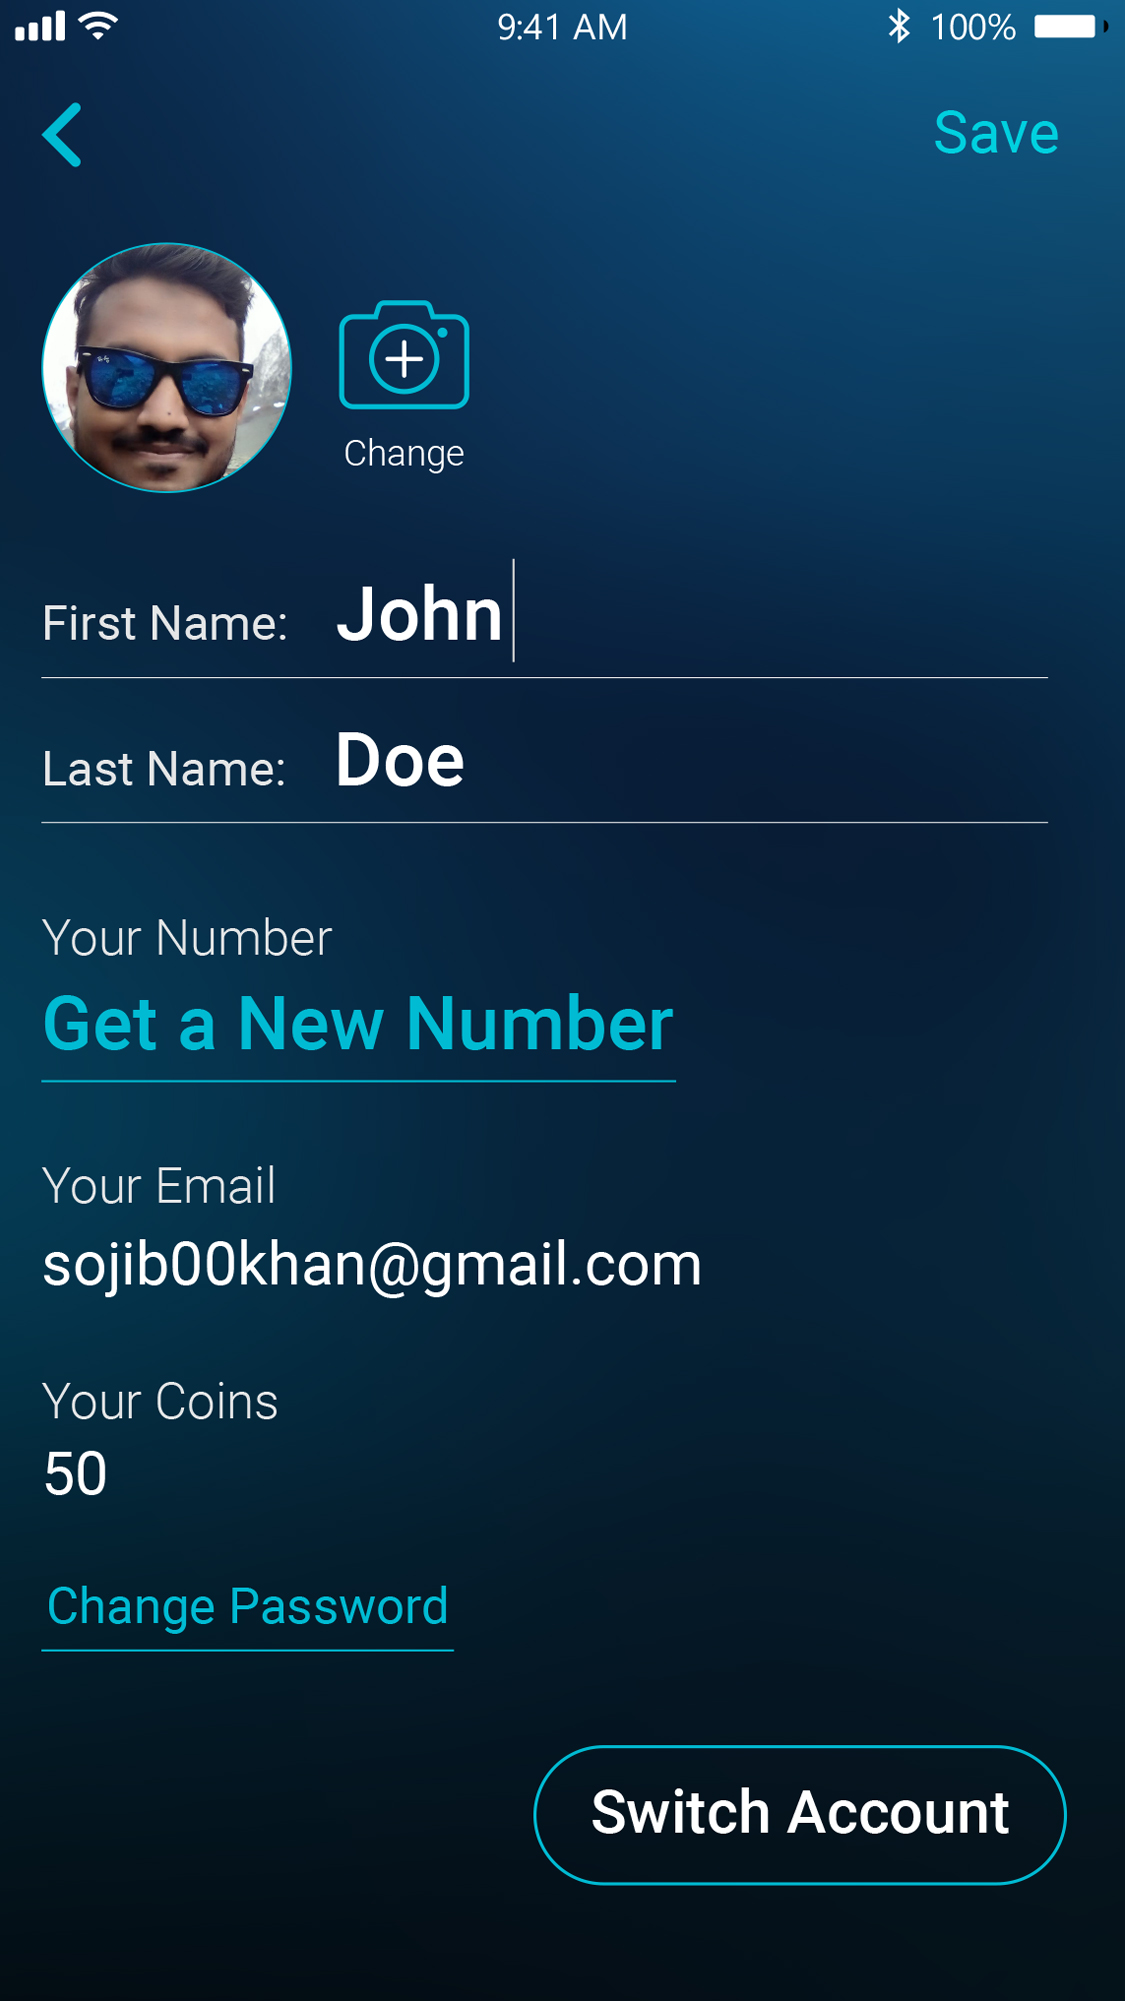 9:41 AM 100%
Save
Change
First Name: John
Last Name: Doe
Your Number
Get a New Number
Your Email
sojib00khan@gmail.com
Your Coins
50
Change Password
Switch Account